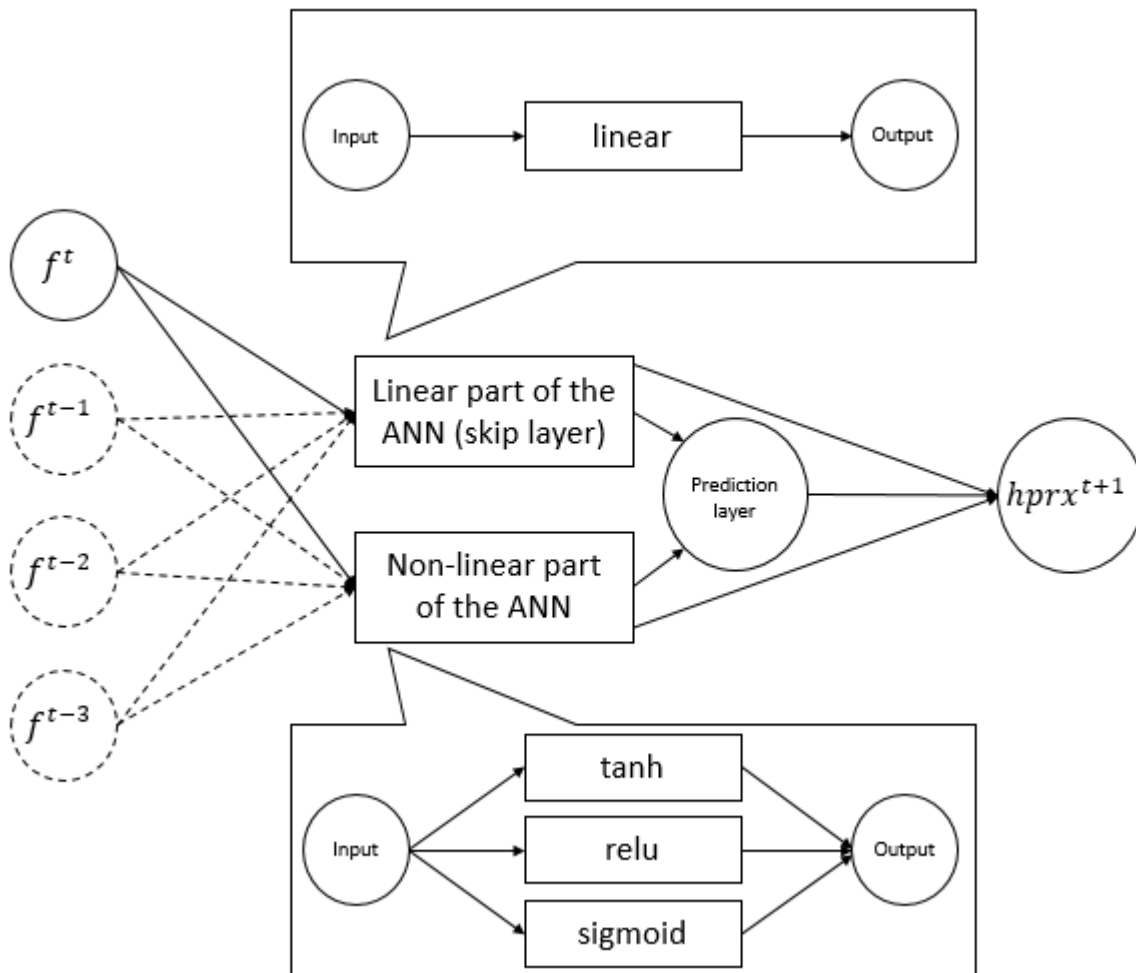 Input
linear
Output
f^t
f^{t−1}
f^{t−2}
f^{t−3}
Linear part of the
ANN (skip layer)
Non-linear part
of the ANN
Prediction
layer
hprx^{t+1}
Input
tanh
relu
sigmoid
Output